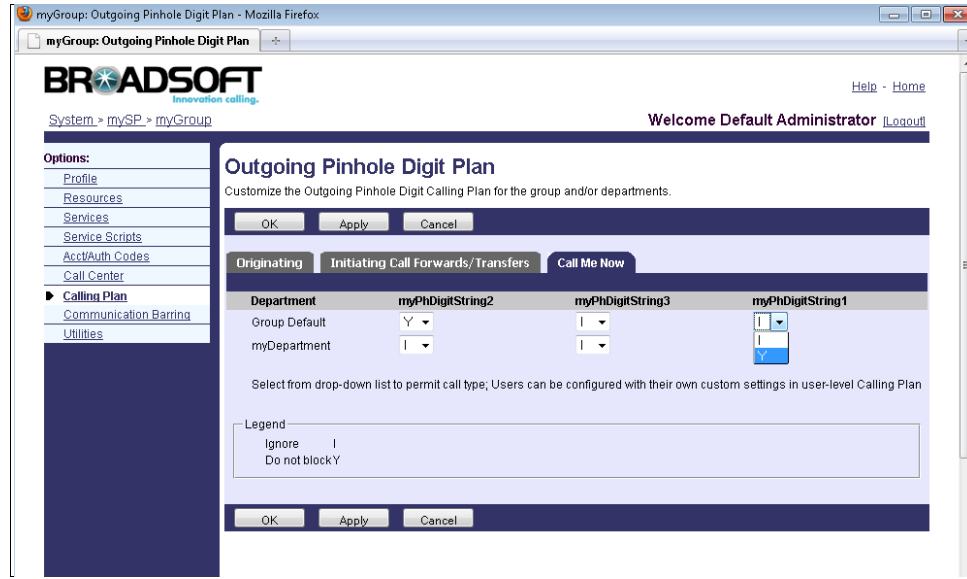 myGroup: Outgoing Pinhole Digit Plan - Mozilla Firefox
myGroup: Outgoing Pinhole Digit Plan
BROADSOFT
Innovation calling.
Help - Home
System > mySP > myGroup
Welcome Default Administrator [Logout]
Options:
Profile
Resources
Services
Service Scripts
Acct/Auth Codes
Call Center
Calling Plan
Communication Barring
Utilities
Outgoing Pinhole Digit Plan
Customize the Outgoing Pinhole Digit Calling Plan for the group and/or departments.
OK Apply Cancel
Originating Initiating Call Forwards/Transfers Call Me Now
Department myPhDigitString2 myPhDigitString3 myPhDigitString1
Group Default Y I I
myDepartment I I I
Y
Select from drop-down list to permit call type; Users can be configured with their own custom settings in user-level Calling Plan
Legend
Ignore I
Do not block Y
OK Apply Cancel